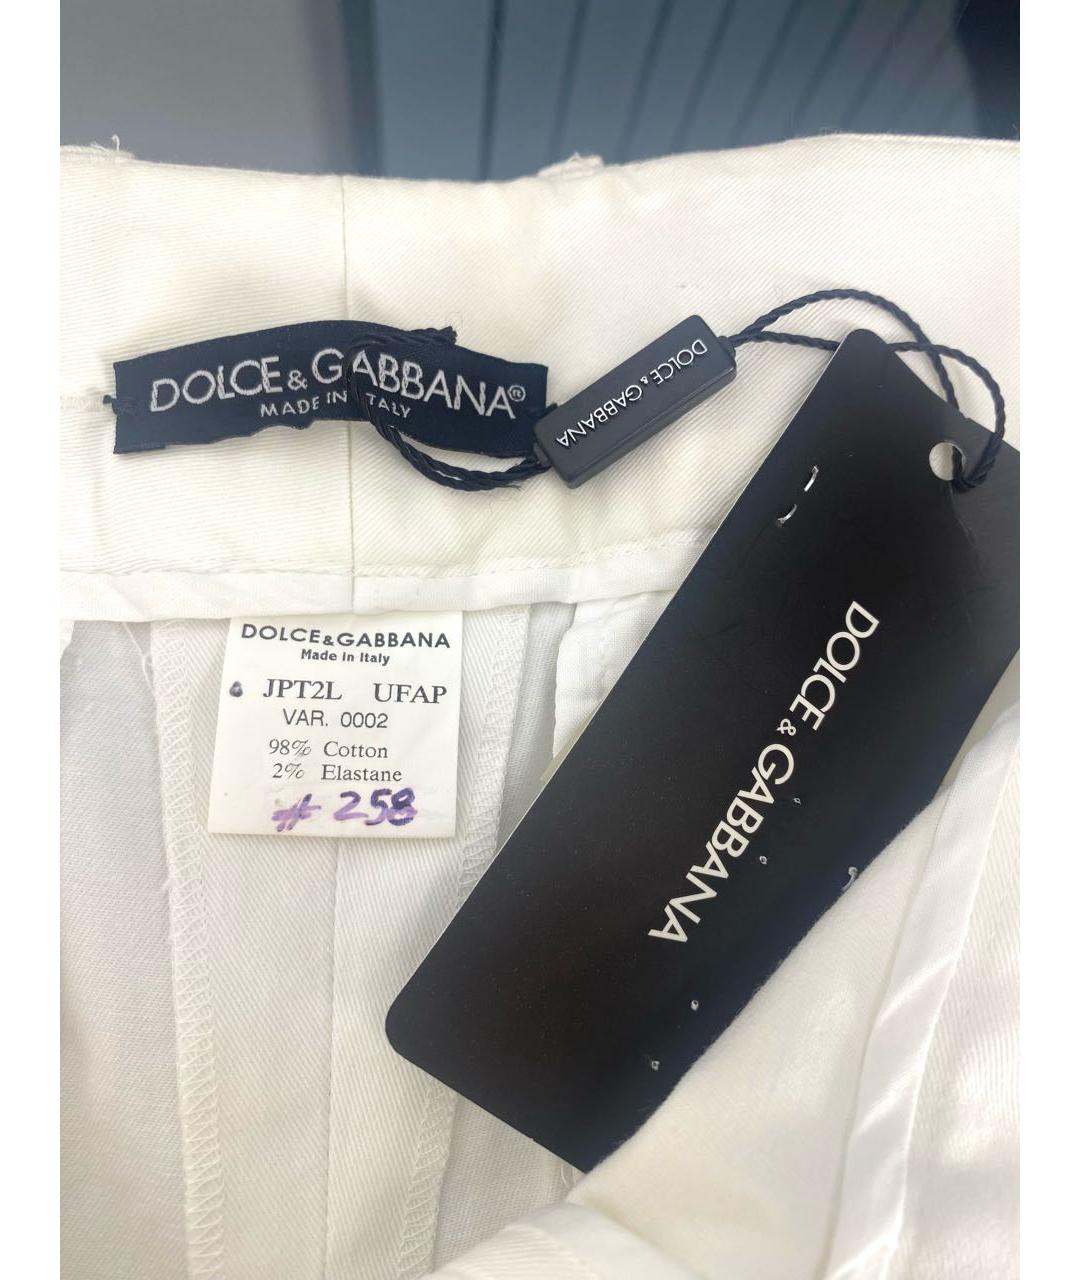 DOLCE & GABBANA®
MADE IN ITALY
DOLCE & GABBANA
DOLCE & GABBANA
DOLCE & GABBANA
Made in Italy
JPT2L UFAP
VAR. 0002
98% Cotton
2% Elastane
# 258